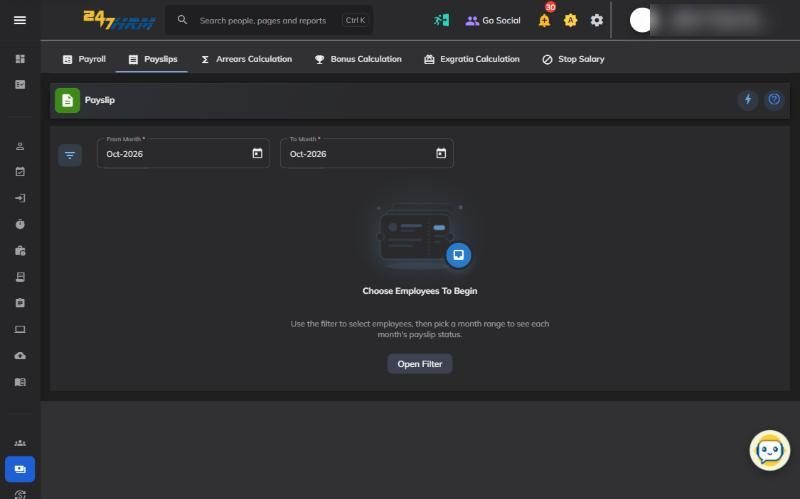 247HRM
Search people, pages and reports
Ctrl K
Go Social
30
A
Payroll
Payslips
Arrears Calculation
Bonus Calculation
Exgratia Calculation
Stop Salary
Payslip
From Month *
Oct-2026
To Month *
Oct-2026
Choose Employees To Begin
Use the filter to select employees, then pick a month range to see each
month's payslip status.
Open Filter